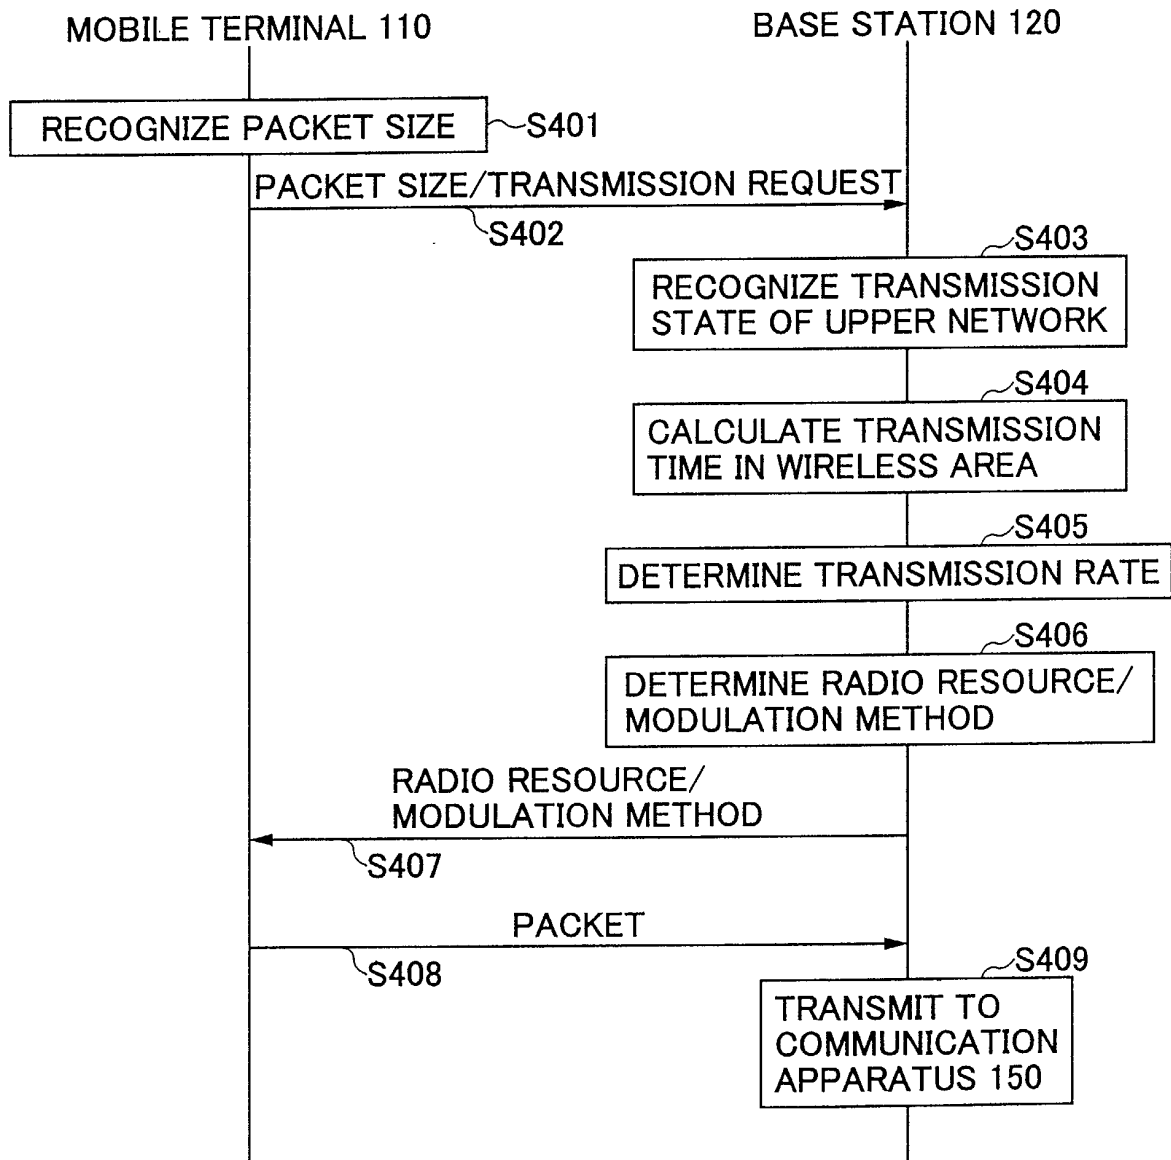 MOBILE TERMINAL 110
BASE STATION 120
RECOGNIZE PACKET SIZE
S401
PACKET SIZE/TRANSMISSION REQUEST
S402
S403
RECOGNIZE TRANSMISSION
STATE OF UPPER NETWORK
S404
CALCULATE TRANSMISSION
TIME IN WIRELESS AREA
S405
DETERMINE TRANSMISSION RATE
S406
DETERMINE RADIO RESOURCE/
MODULATION METHOD
RADIO RESOURCE/
MODULATION METHOD
S407
PACKET
S408
S409
TRANSMIT TO
COMMUNICATION
APPARATUS 150